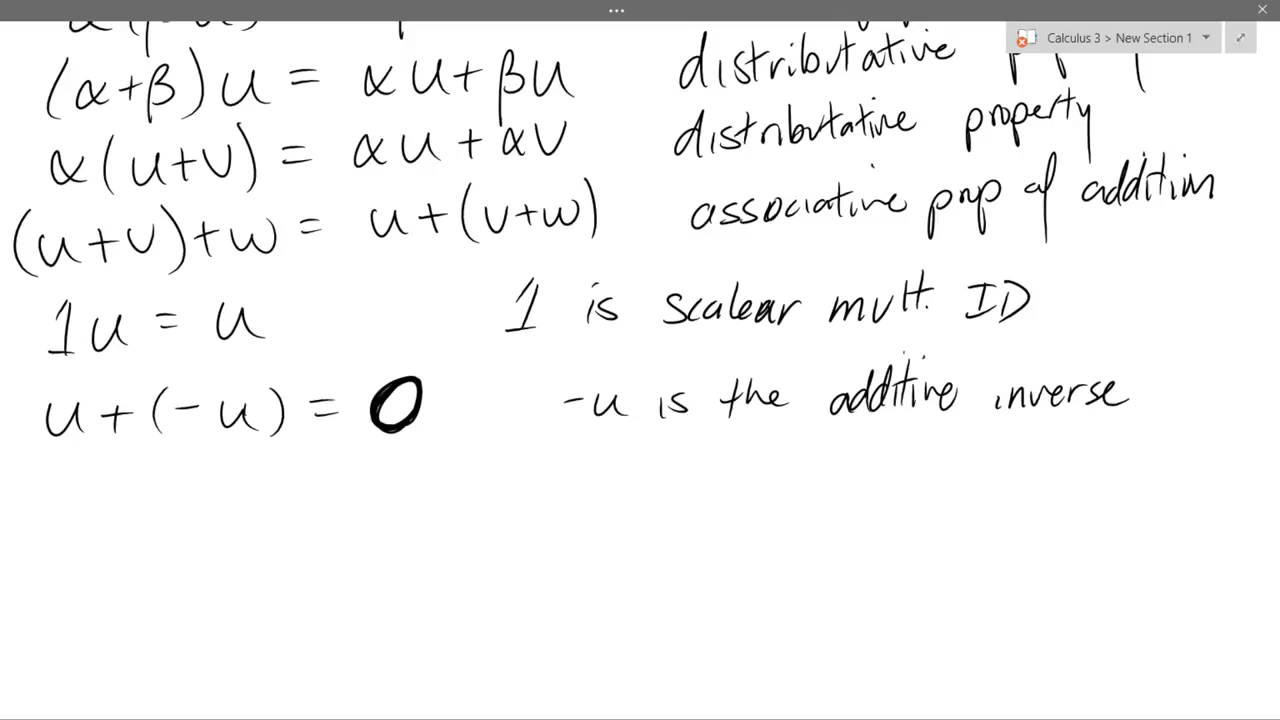 Calculus 3 > New Section 1
(α+β)u = αu+βu distributative
α(u+v) = αu+αv distributative property
(u+v)+w = u+(v+w) associative prop of addition
1u = u 1 is scalear mult. ID
u+(-u) = 0 -u is the additive inverse